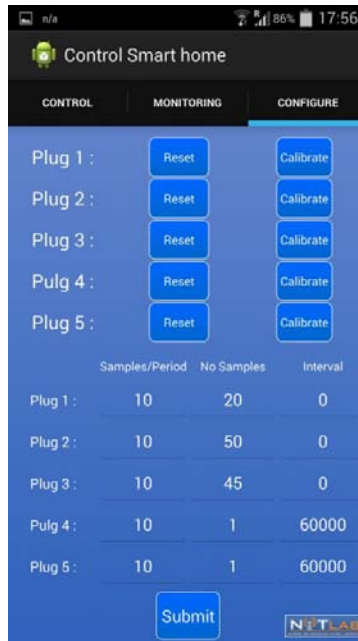 n/a R 86% 17:56
Control Smart home
CONTROL MONITORING CONFIGURE
Plug 1 : Reset Calibrate
Plug 2 : Reset Calibrate
Plug 3 : Reset Calibrate
Pulg 4 : Reset Calibrate
Plug 5 : Reset Calibrate
Samples/Period No Samples Interval
Plug 1 : 10 20 0
Plug 2 : 10 50 0
Plug 3 : 10 45 0
Pulg 4 : 10 1 60000
Plug 5 : 10 1 60000
Submit